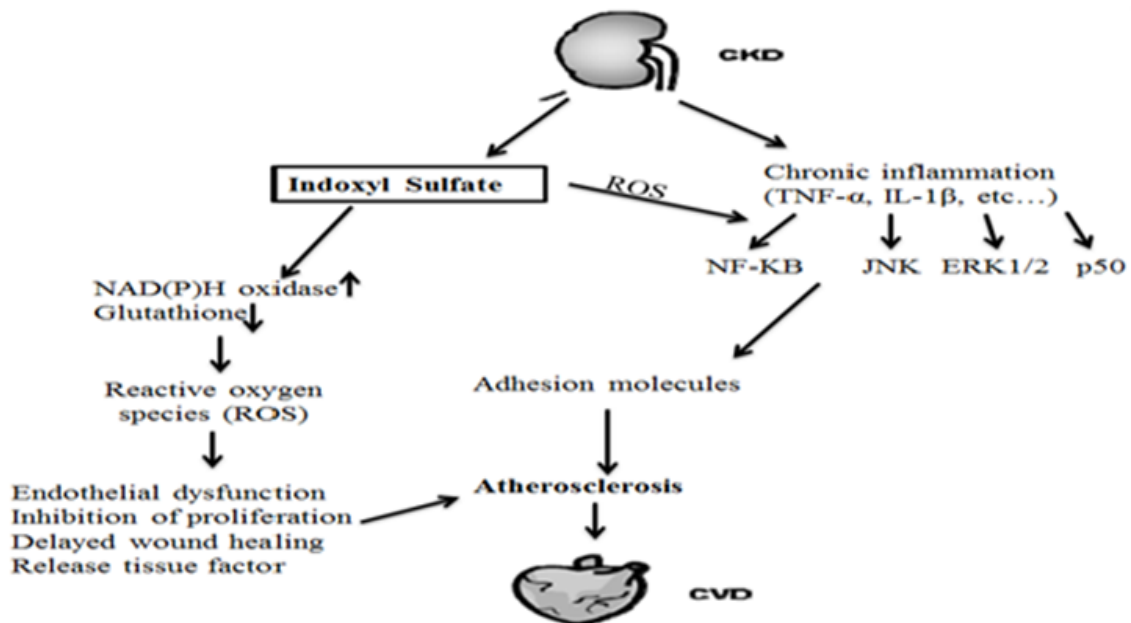 CKD
Indoxyl Sulfate
ROS
Chronic inflammation
(TNF-α, IL-1β, etc...)
NF-KB JNK ERK1/2 p50
NAD(P)H oxidase
Glutathione
Reactive oxygen
species (ROS)
Adhesion molecules
Endothelial dysfunction
Inhibition of proliferation
Delayed wound healing
Release tissue factor
Atherosclerosis
CVD